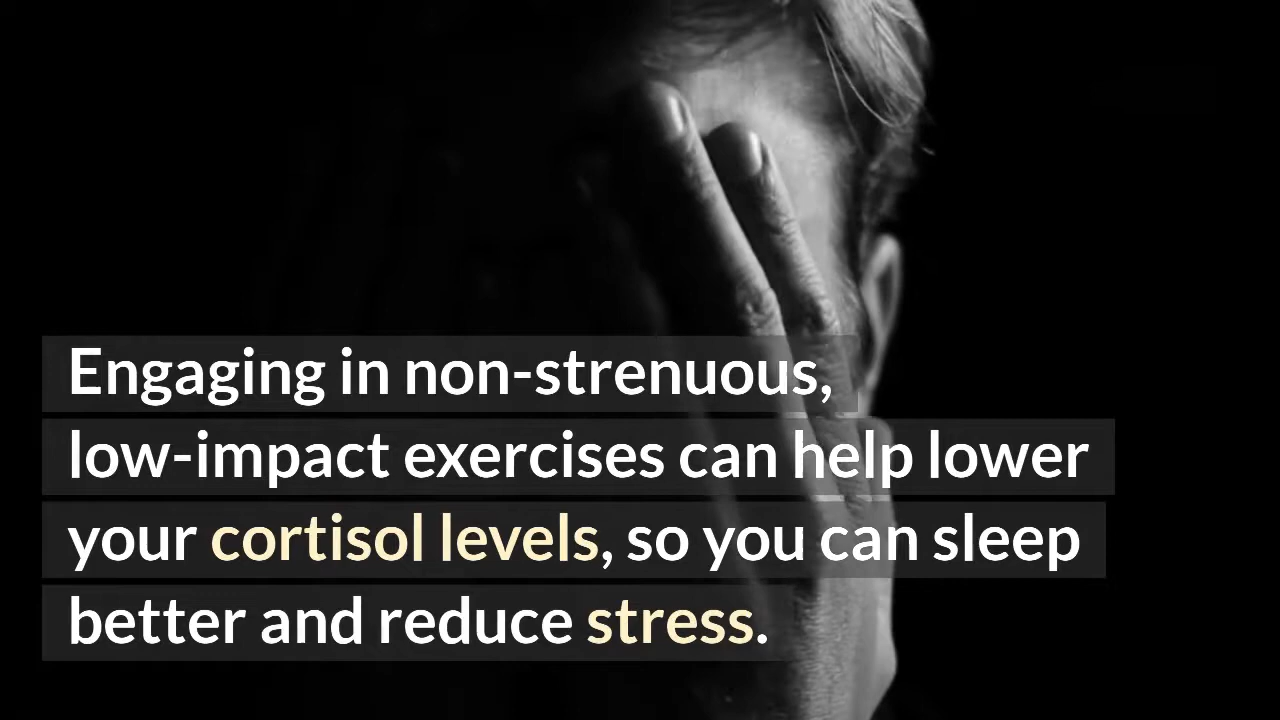 Engaging in non-strenuous,
low-impact exercises can help lower
your cortisol levels, so you can sleep
better and reduce stress.